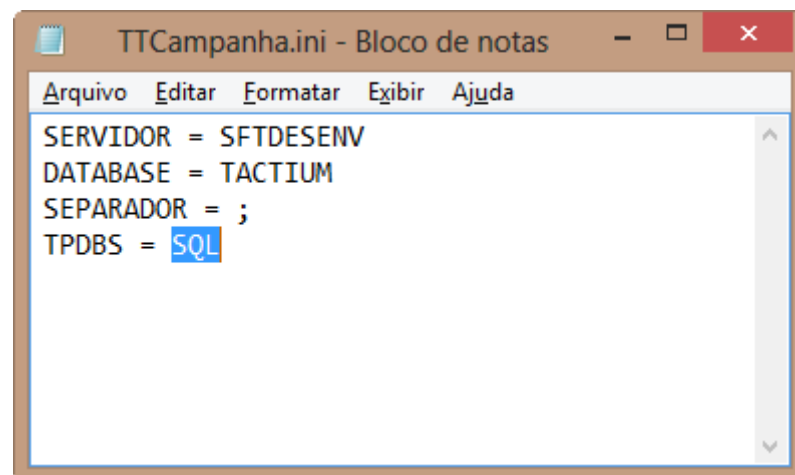 TTCampanha.ini - Bloco de notas
Arquivo Editar Formatar Exibir Ajuda
SERVIDOR = SFTDESENV
DATABASE = TACTIUM
SEPARADOR = ;
TPDBS = SQL